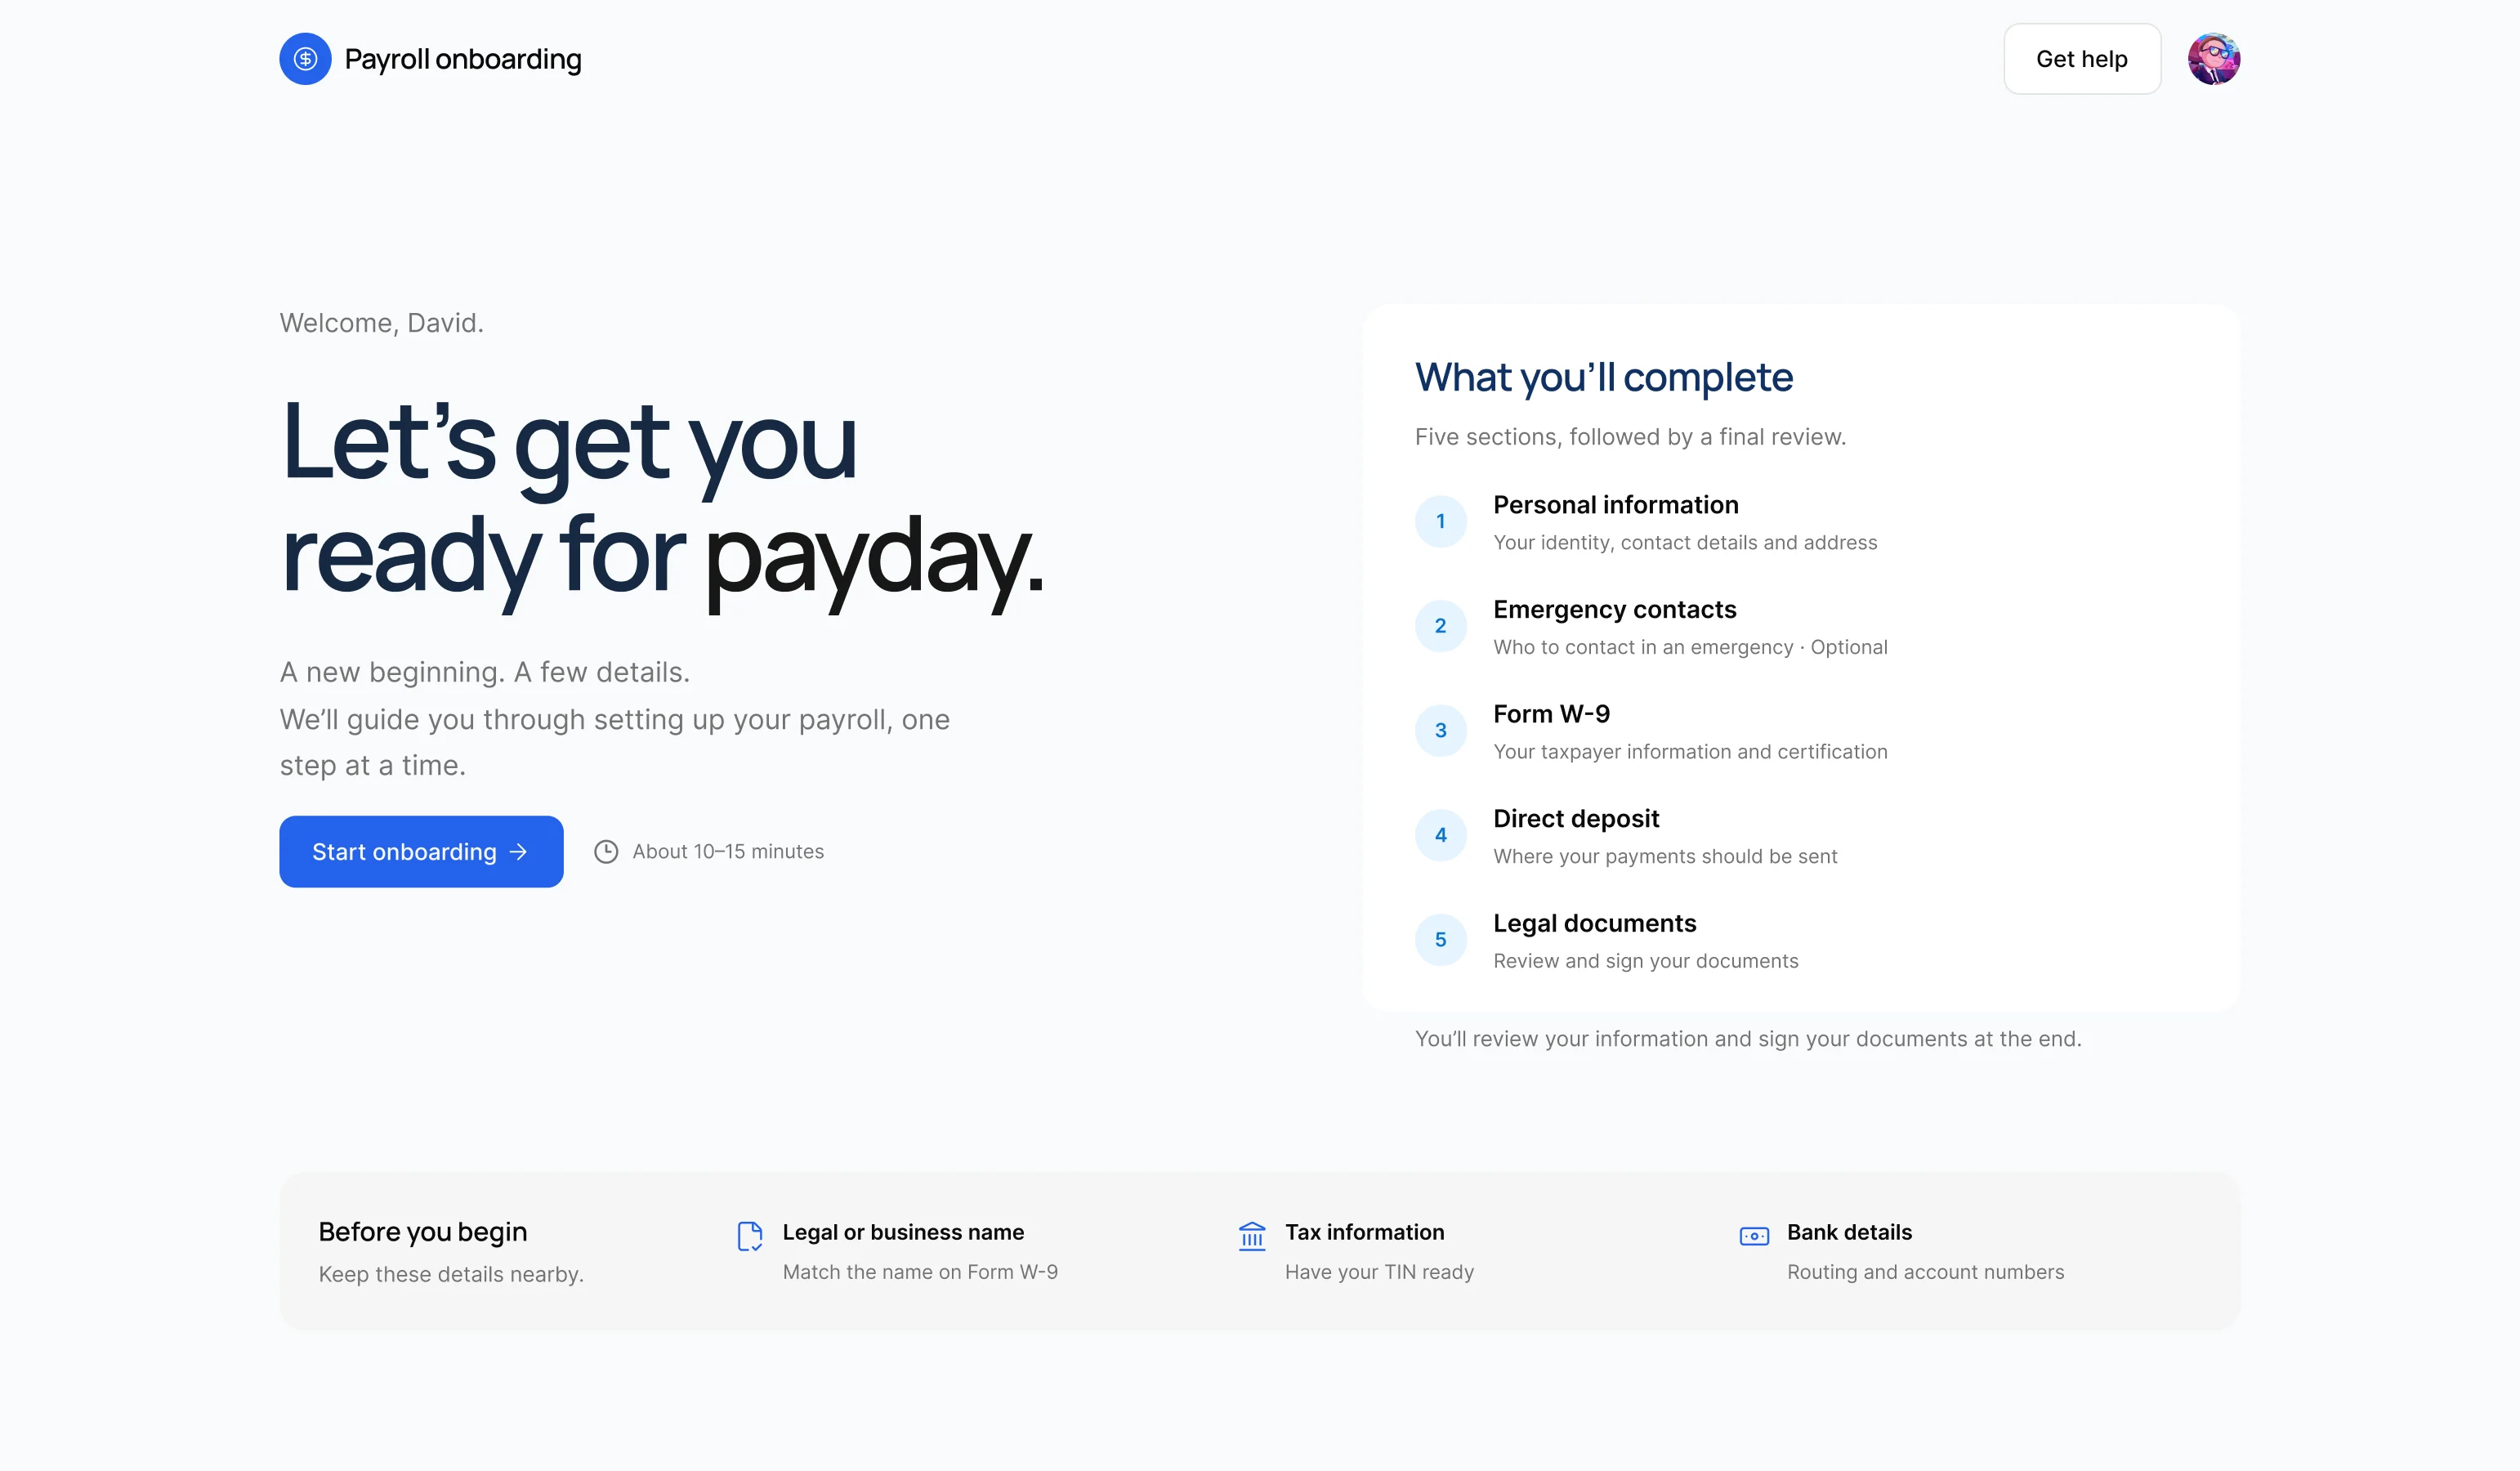 Payroll onboarding
Get help
Welcome, David.
Let’s get you
ready for payday.
A new beginning. A few details.
We’ll guide you through setting up your payroll, one
step at a time.
Start onboarding →
About 10–15 minutes
What you’ll complete
Five sections, followed by a final review.
1
Personal information
Your identity, contact details and address
2
Emergency contacts
Who to contact in an emergency · Optional
3
Form W-9
Your taxpayer information and certification
4
Direct deposit
Where your payments should be sent
5
Legal documents
Review and sign your documents
You’ll review your information and sign your documents at the end.
Before you begin
Keep these details nearby.
Legal or business name
Match the name on Form W-9
Tax information
Have your TIN ready
Bank details
Routing and account numbers